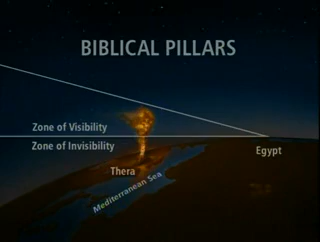 BIBLICAL PILLARS
Zone of Visibility
Zone of Invisibility
Egypt
Thera
Mediterranean Sea